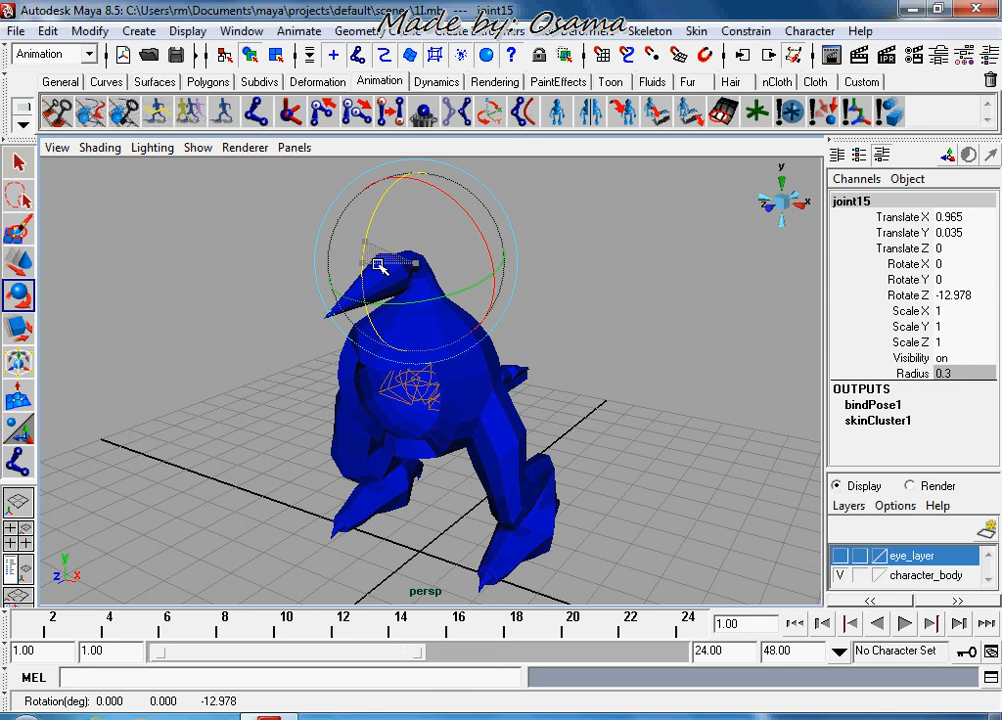 Autodesk Maya 8.5: C:\Users\rm\Documents\maya\projects\default\scene \1I.mb --- joint15
Made by: Osama
File Edit Modify Create Display Window Animate Geometry Skeleton Skin Constrain Character Help
Animation
General Curves Surfaces Polygons Subdivs Deformation Animation Dynamics Rendering PaintEffects Toon Fluids Fur Hair nCloth Cloth Custom
IPR
View Shading Lighting Show Renderer Panels
Channels Object
joint15
Translate X 0.965
Translate Y 0.035
Translate Z 0
Rotate X 0
Rotate Y 0
Rotate Z -12.978
Scale X 1
Scale Y 1
Scale Z 1
Visibility on
Radius 0.3
OUTPUTS
bindPose1
skinCluster1
Display Render
Layers Options Help
eye_layer
V character_body
<< >>
y
z x
y
z x
persp
2 4 6 8 10 12 14 16 18 20 22 24 1.00
1.00 1.00 24.00 48.00 No Character Set
MEL
Rotation(deg): 0.000 0.000 -12.978